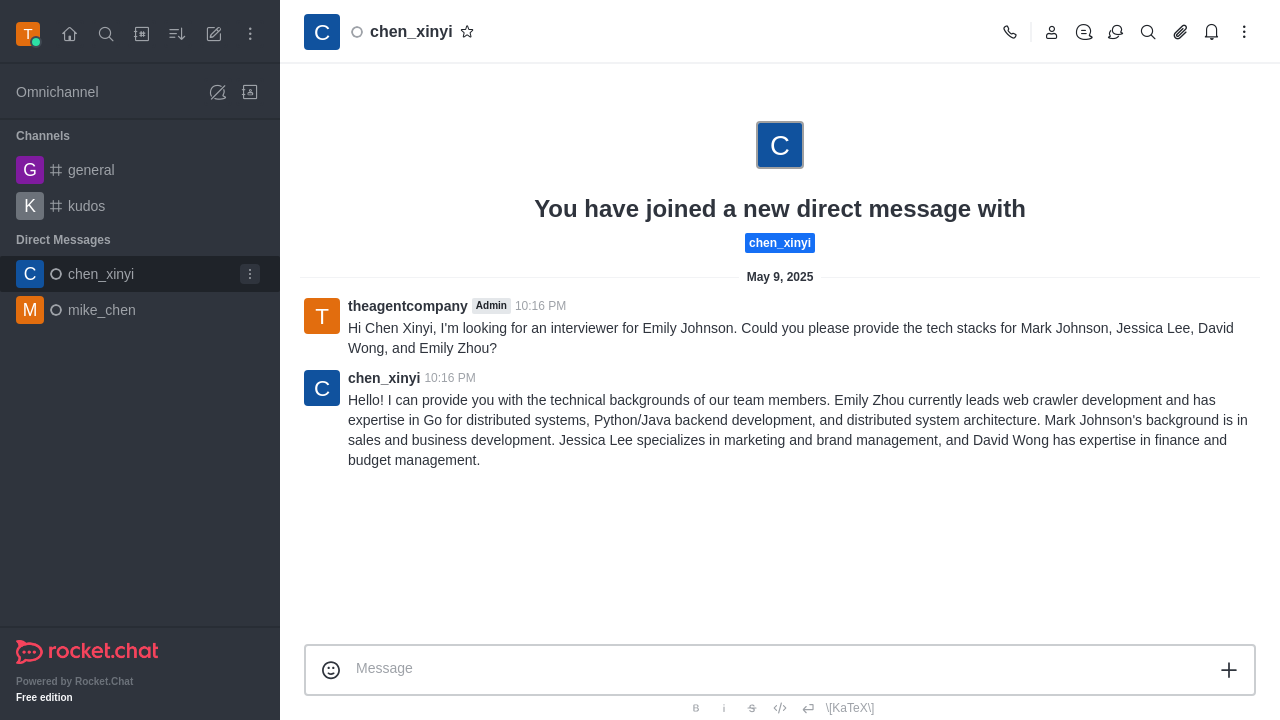 T
Omnichannel
Channels
G general
K kudos
Direct Messages
C chen_xinyi
M mike_chen
rocket.chat
Powered by Rocket.Chat
Free edition
C chen_xinyi
C
You have joined a new direct message with
chen_xinyi
May 9, 2025
T theagentcompany Admin 10:16 PM
Hi Chen Xinyi, I'm looking for an interviewer for Emily Johnson. Could you please provide the tech stacks for Mark Johnson, Jessica Lee, David
Wong, and Emily Zhou?
C chen_xinyi 10:16 PM
Hello! I can provide you with the technical backgrounds of our team members. Emily Zhou currently leads web crawler development and has
expertise in Go for distributed systems, Python/Java backend development, and distributed system architecture. Mark Johnson's background is in
sales and business development. Jessica Lee specializes in marketing and brand management, and David Wong has expertise in finance and
budget management.
Message
B i S \[KaTeX\]